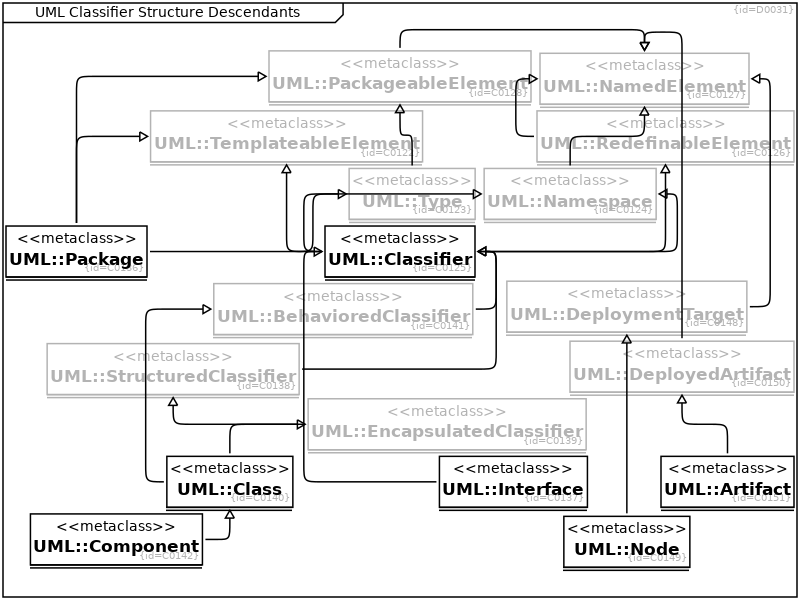 UML Classifier Structure Descendants
{id=D0031}
<<metaclass>>
UML::PackageableElement
{id=C0128}
<<metaclass>>
UML::NamedElement
{id=C0127}
<<metaclass>>
UML::TemplateableElement
{id=C0122}
<<metaclass>>
UML::RedefinableElement
{id=C0126}
<<metaclass>>
UML::Type
{id=C0123}
<<metaclass>>
UML::Namespace
{id=C0124}
<<metaclass>>
UML::Package
<<metaclass>>
UML::Classifier
{id=C0125}
<<metaclass>>
UML::BehavioredClassifier
{id=C0141}
<<metaclass>>
UML::DeploymentTarget
{id=C0148}
<<metaclass>>
UML::StructuredClassifier
{id=C0138}
<<metaclass>>
UML::DeployedArtifact
{id=C0150}
<<metaclass>>
UML::EncapsulatedClassifier
{id=C0139}
<<metaclass>>
UML::Class
{id=C0140}
<<metaclass>>
UML::Interface
{id=C0137}
<<metaclass>>
UML::Artifact
{id=C0151}
<<metaclass>>
UML::Component
{id=C0142}
<<metaclass>>
UML::Node
{id=C0149}